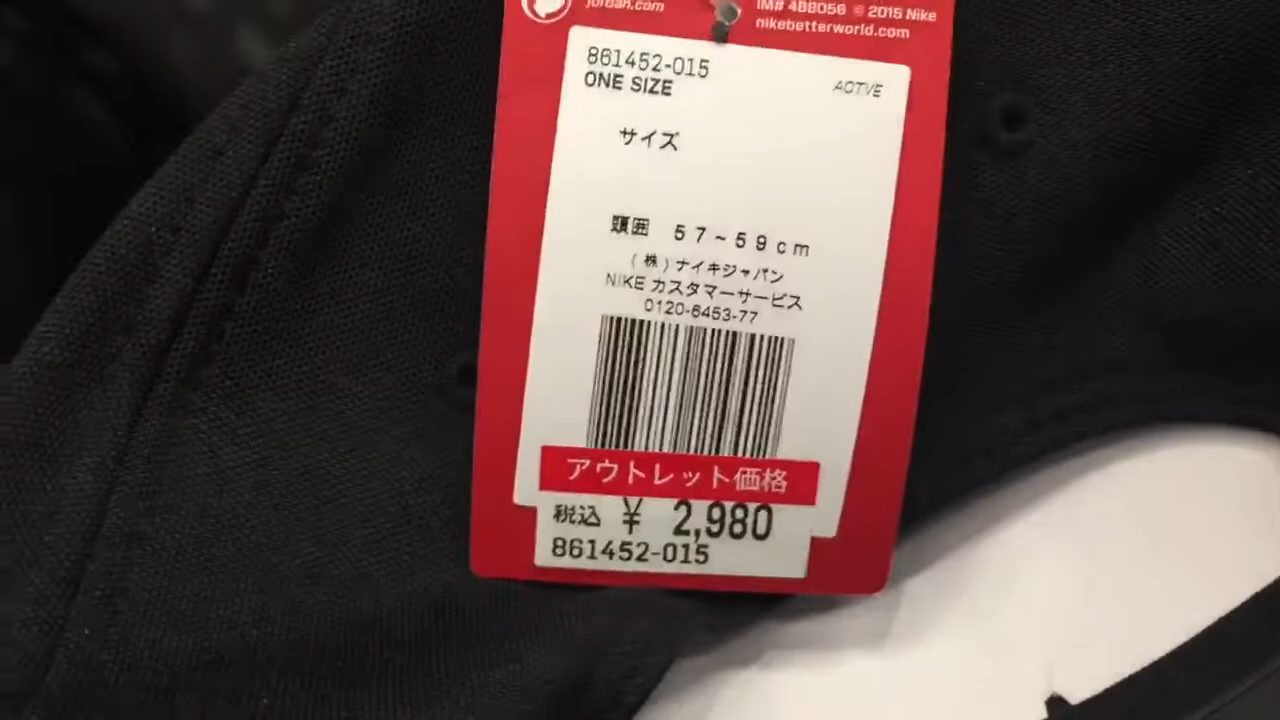 jordan.com
IM# 488056 © 2015 Nike
nikebetterworld.com
861452-015
ONE SIZE
AOTVE
サイズ
頭囲 57~59cm
(株)ナイキジャパン
NIKE カスタマーサービス
0120-6453-77
アウトレット価格
税込 ¥ 2,980
861452-015